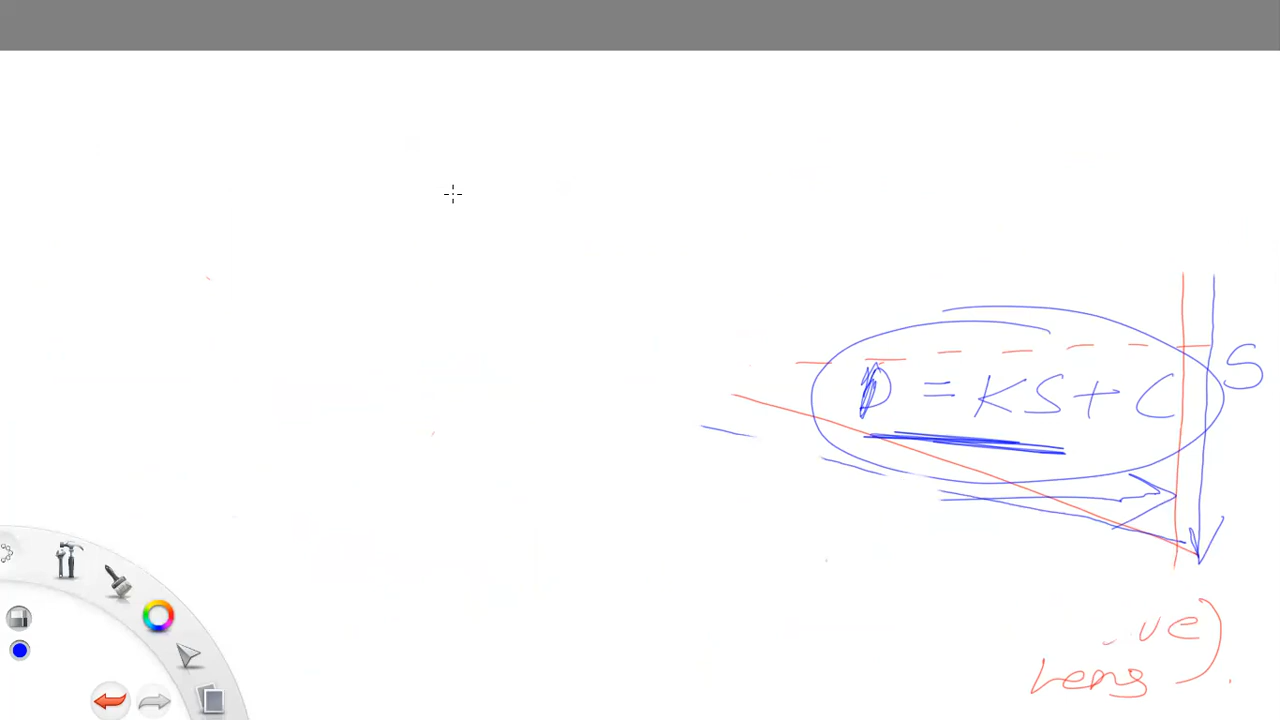 S
D = KS + C
ve)
Lens